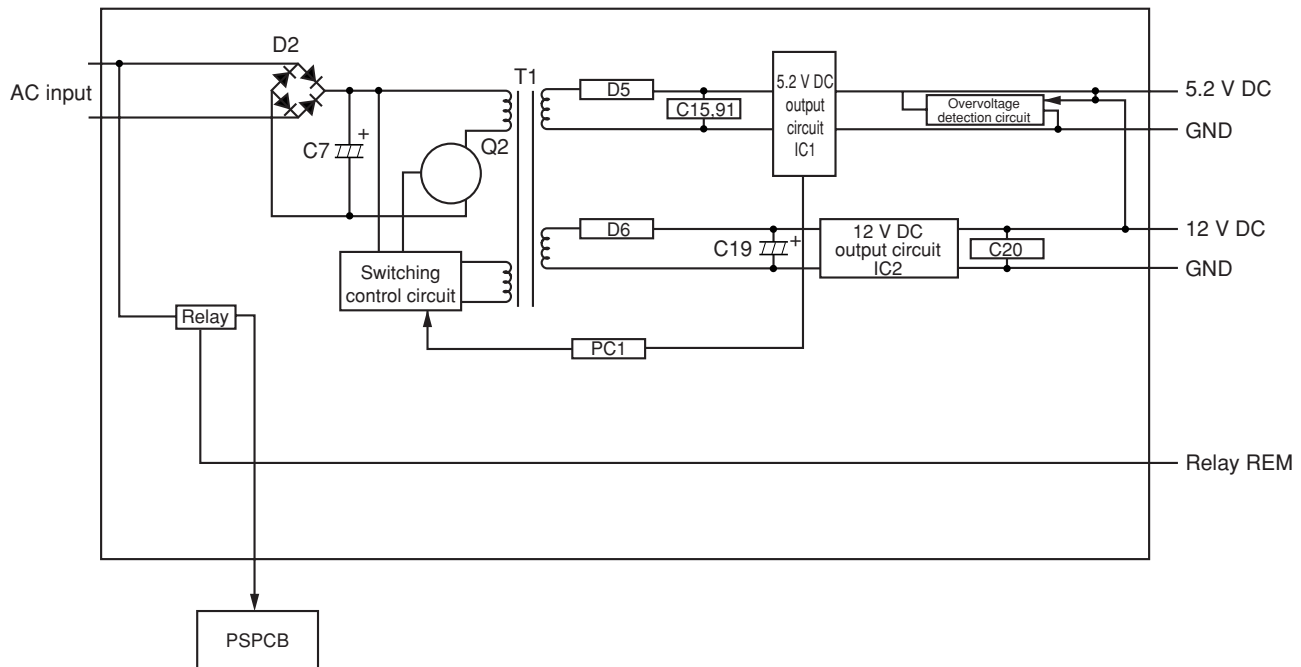 D2
AC input
C7
+
Q2
T1
D5
C15,91
5.2 V DC
output
circuit
IC1
Overvoltage
detection circuit
5.2 V DC
GND
D6
C19
+
12 V DC
output circuit
IC2
C20
12 V DC
GND
Switching
control circuit
Relay
PC1
Relay REM
PSPCB